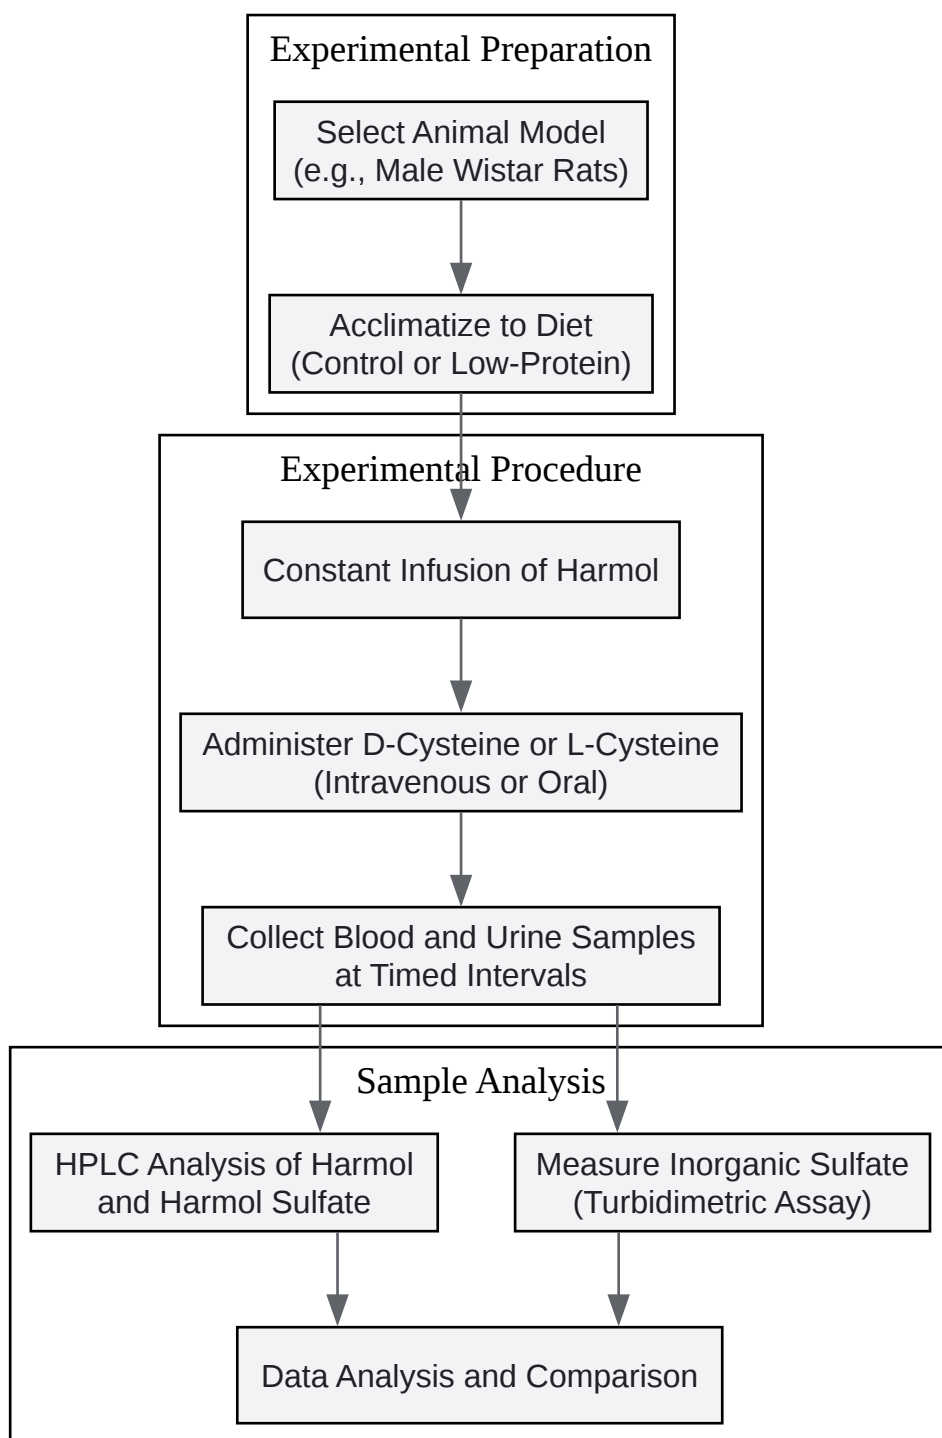 Experimental Preparation
Select Animal Model
(e.g., Male Wistar Rats)
Acclimatize to Diet
(Control or Low-Protein)
Experimental Procedure
Constant Infusion of Harmol
Administer D-Cysteine or L-Cysteine
(Intravenous or Oral)
Collect Blood and Urine Samples
at Timed Intervals
Sample Analysis
HPLC Analysis of Harmol
and Harmol Sulfate
Measure Inorganic Sulfate
(Turbidimetric Assay)
Data Analysis and Comparison